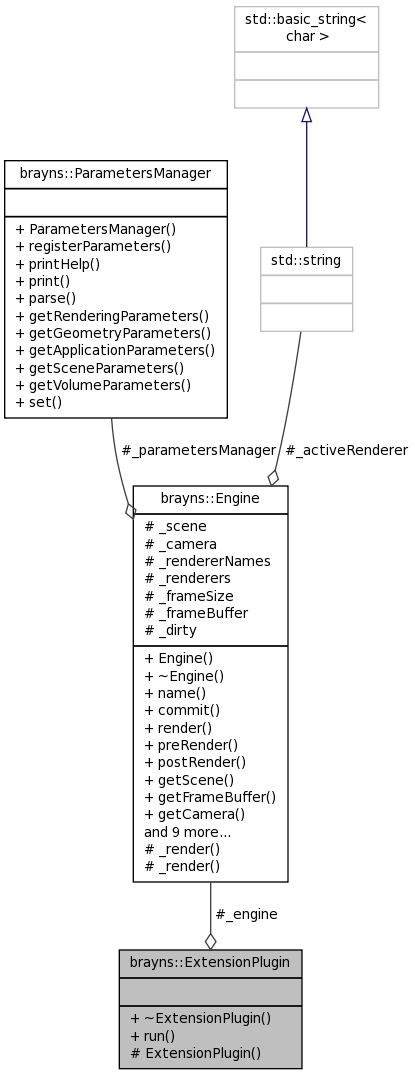 std::basic_string<
char >
brayns::ParametersManager
+ ParametersManager()
+ registerParameters()
+ printHelp()
+ print()
+ parse()
+ getRenderingParameters()
+ getGeometryParameters()
+ getApplicationParameters()
+ getSceneParameters()
+ getVolumeParameters()
+ set()
std::string
#_parametersManager
#_activeRenderer
brayns::Engine
# _scene
# _camera
# _rendererNames
# _renderers
# _frameSize
# _frameBuffer
# _dirty
+ Engine()
+ ~Engine()
+ name()
+ commit()
+ render()
+ preRender()
+ postRender()
+ getScene()
+ getFrameBuffer()
+ getCamera()
and 9 more...
# _render()
# _render()
#_engine
brayns::ExtensionPlugin
+ ~ExtensionPlugin()
+ run()
# ExtensionPlugin()